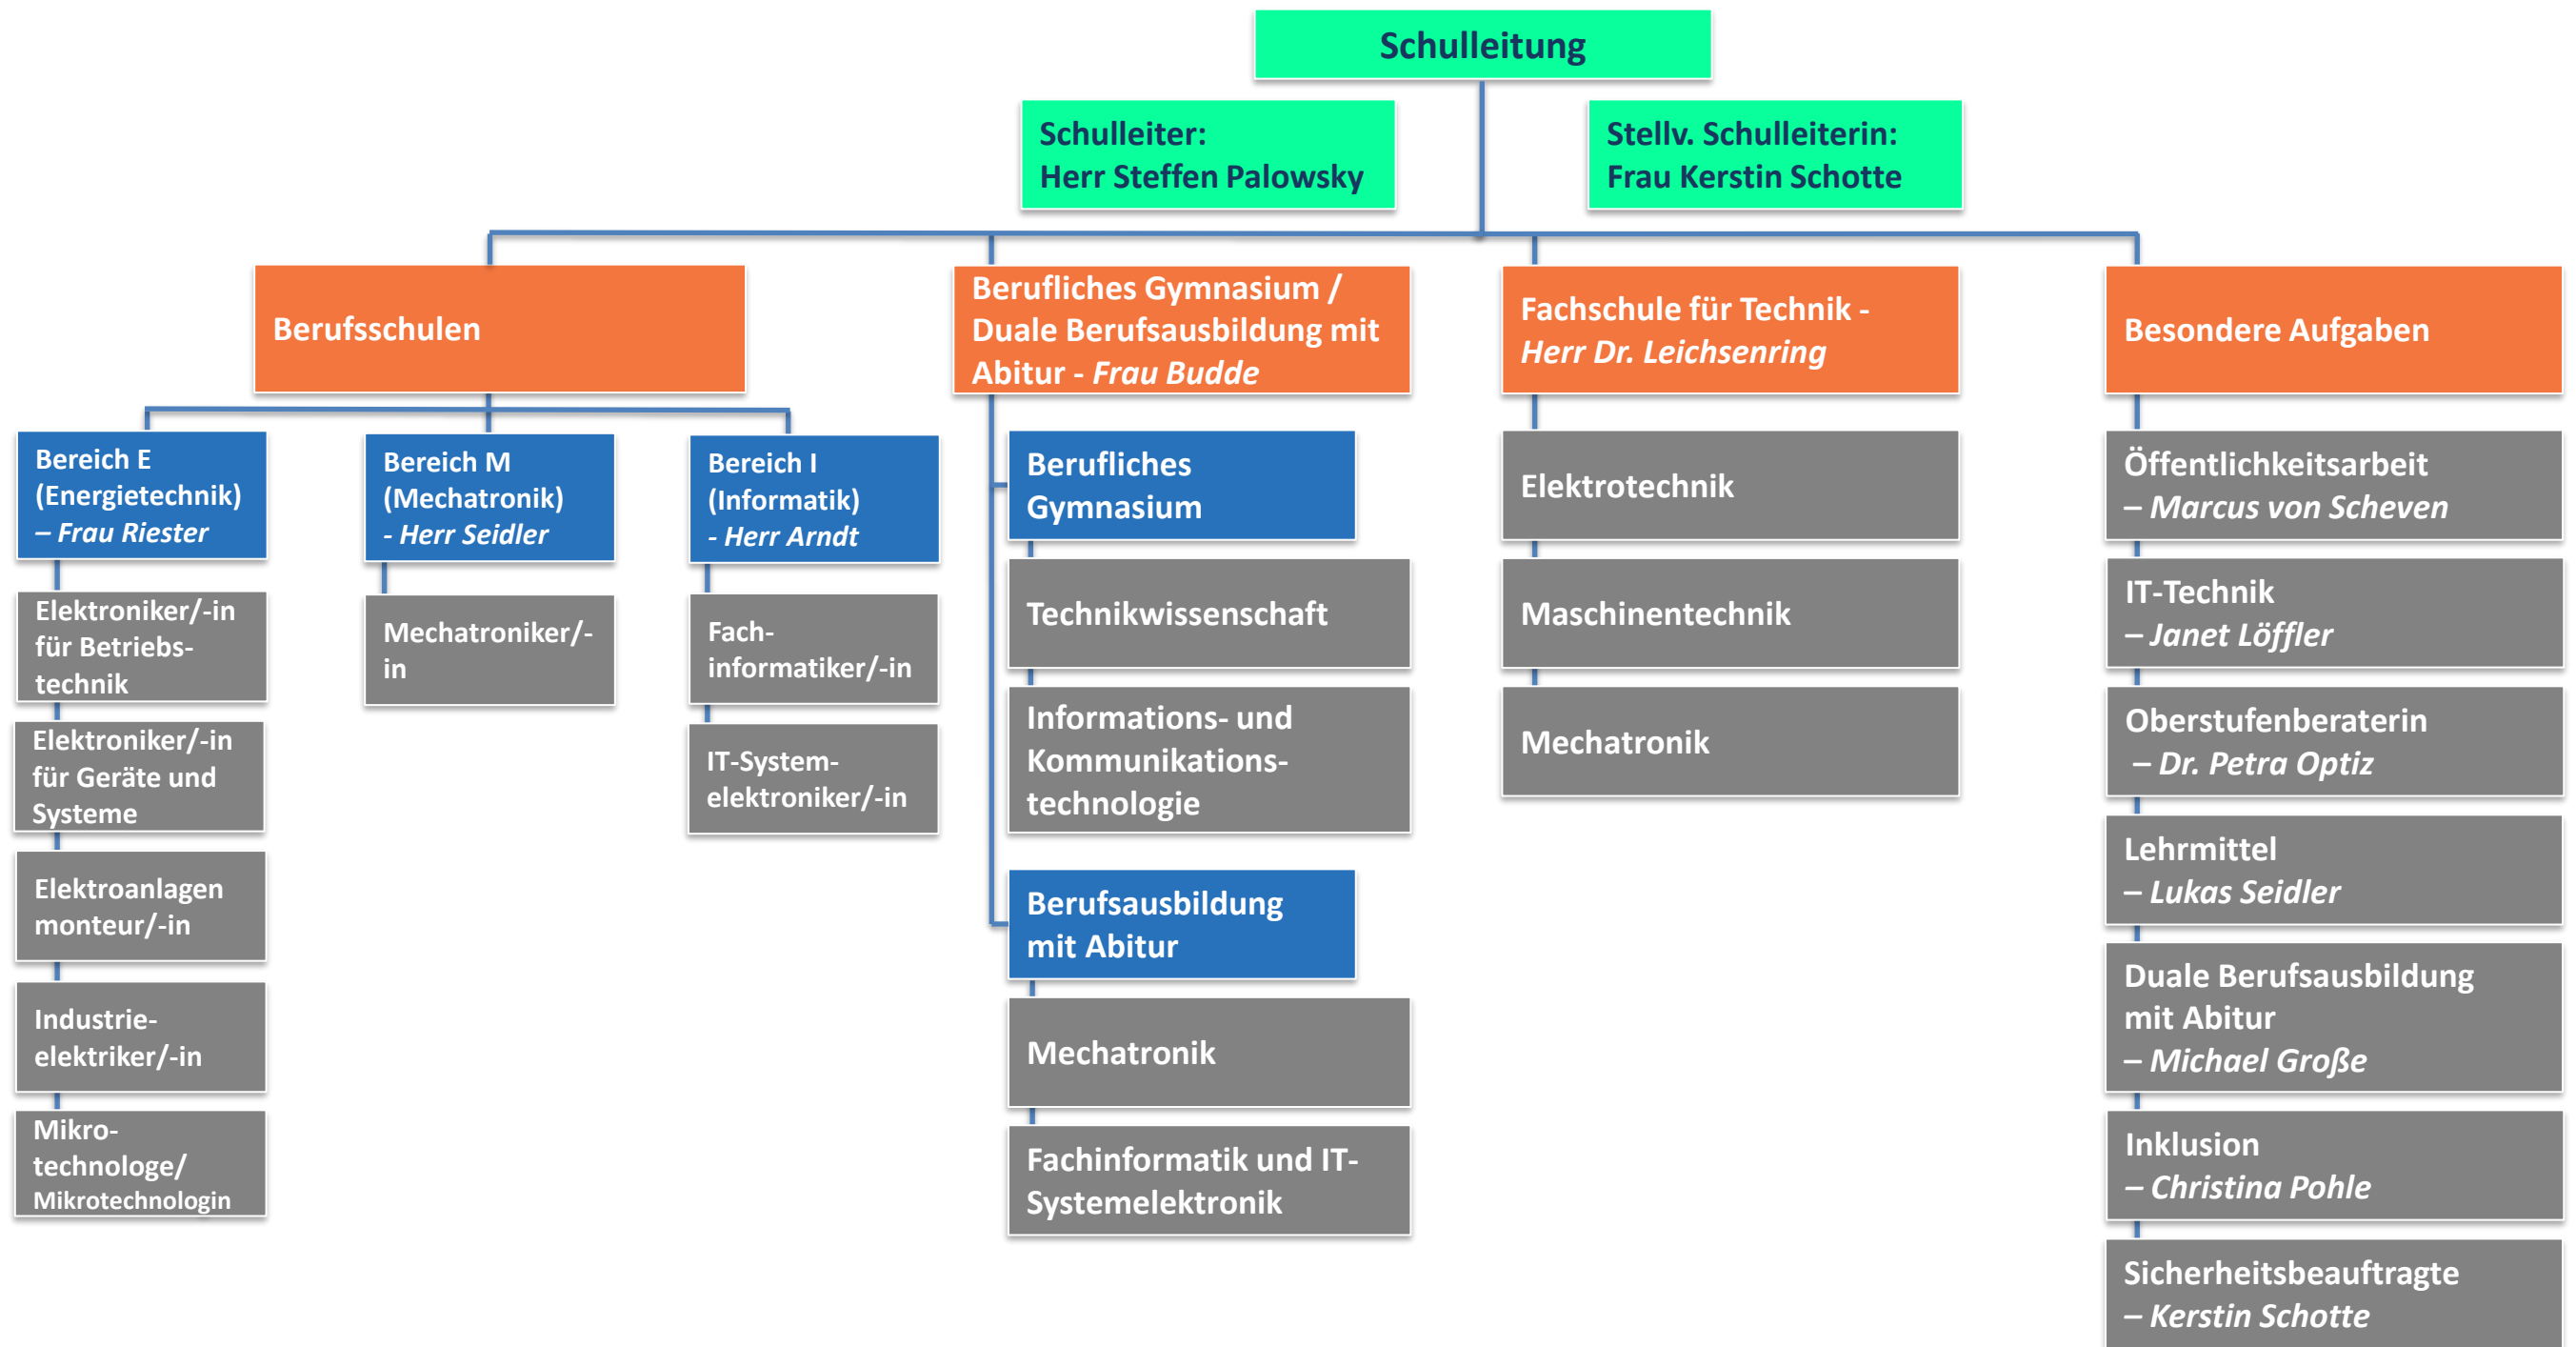 Schulleitung
Schulleiter:
Herr Steffen Palowsky
Stellv. Schulleiterin:
Frau Kerstin Schotte
Berufsschulen
Bereich E
(Energietechnik)
– Frau Riester
Elektroniker/-in
für Betriebs-
technik
Elektroniker/-in
für Geräte und
Systeme
Elektroanlagen
monteur/-in
Industrie-
elektriker/-in
Mikro-
technologe/
Mikrotechnologin
Bereich M
(Mechatronik)
- Herr Seidler
Mechatroniker/-
in
Bereich I
(Informatik)
- Herr Arndt
Fach-
informatiker/-in
IT-System-
elektroniker/-in
Berufliches Gymnasium /
Duale Berufsausbildung mit
Abitur - Frau Budde
Berufliches
Gymnasium
Technikwissenschaft
Informations- und
Kommunikations-
technologie
Berufsausbildung
mit Abitur
Mechatronik
Fachinformatik und IT-
Systemelektronik
Fachschule für Technik -
Herr Dr. Leichsenring
Elektrotechnik
Maschinentechnik
Mechatronik
Besondere Aufgaben
Öffentlichkeitsarbeit
– Marcus von Scheven
IT-Technik
– Janet Löffler
Oberstufenberaterin
– Dr. Petra Optiz
Lehrmittel
– Lukas Seidler
Duale Berufsausbildung
mit Abitur
– Michael Große
Inklusion
– Christina Pohle
Sicherheitsbeauftragte
– Kerstin Schotte